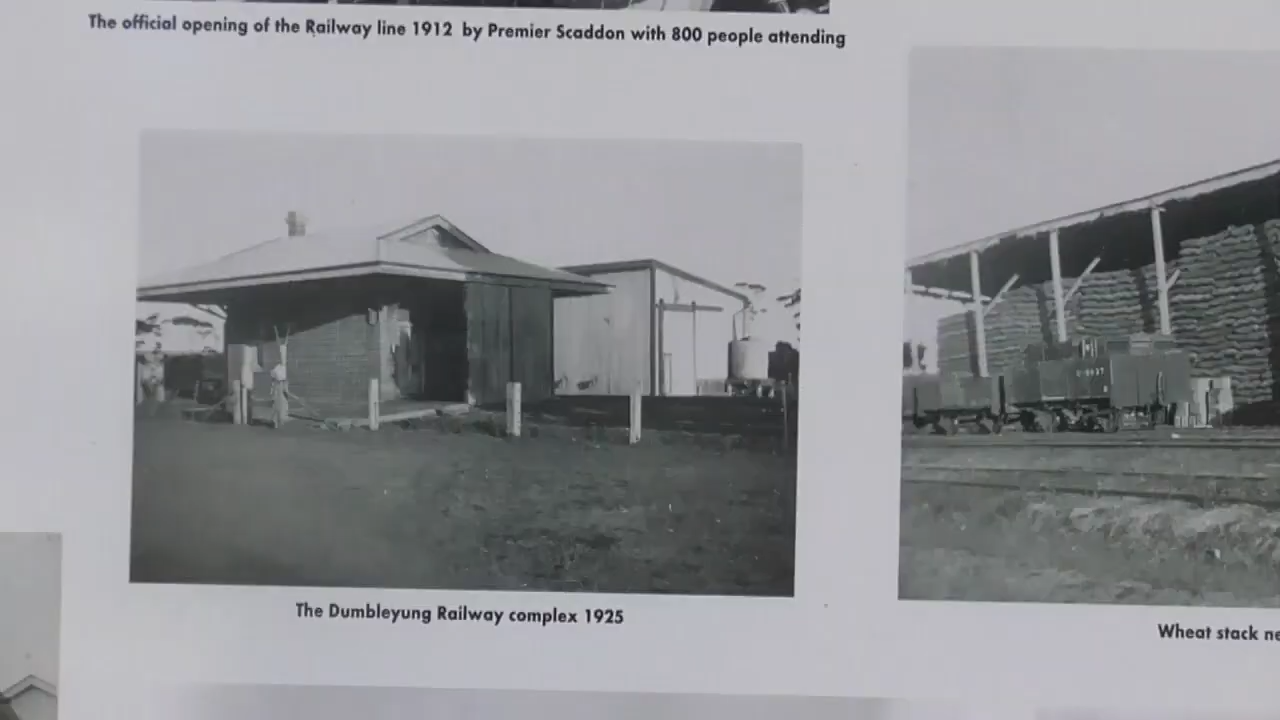 The official opening of the Railway line 1912 by Premier Scaddon with 800 people attending
The Dumbleyung Railway complex 1925
Wheat stack